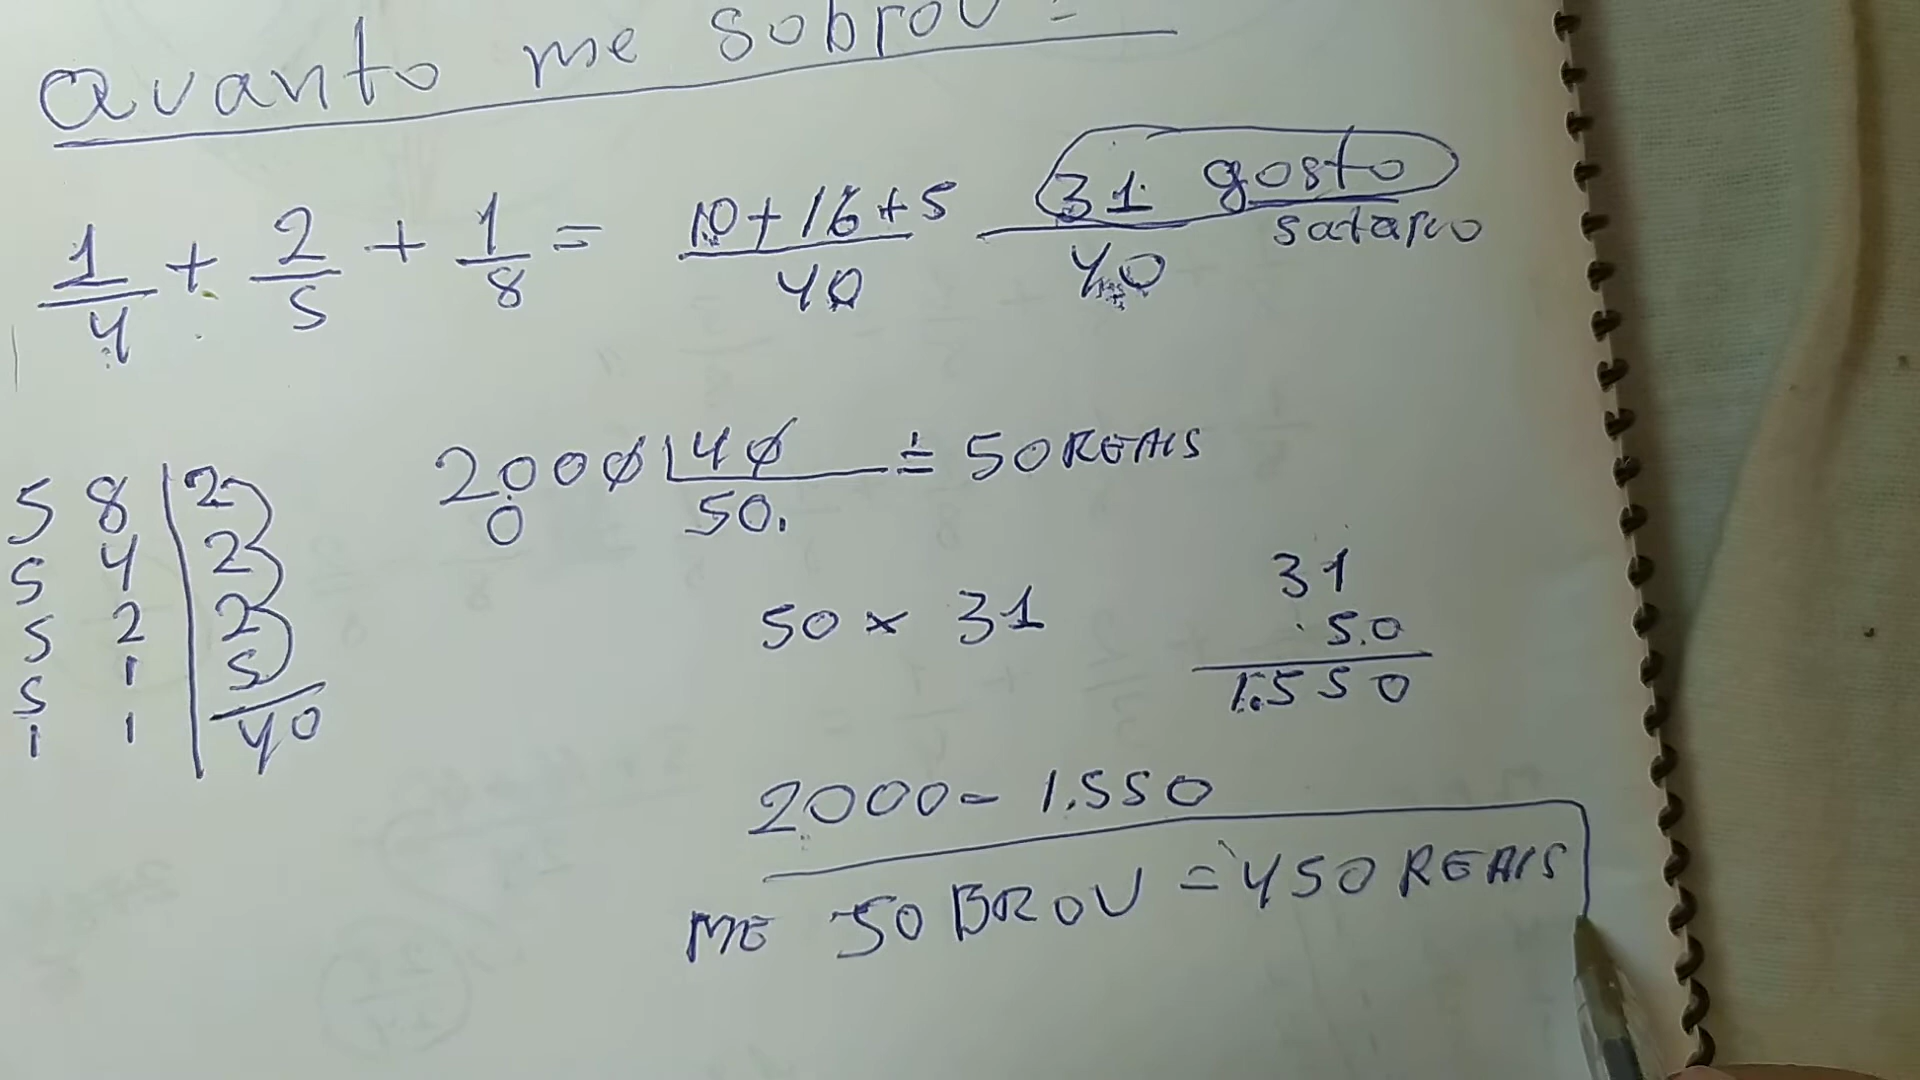 Quanto me sobrou =
1/4 + 2/5 + 1/8 = 10+16+5/40 31/40 gosto
satário
20000 | 40 = 50 REAIS
0 50.
5 8 | 2
5 4 | 2
5 2 | 2
5 1 | 5
1 1 | 40
50 x 31
31
50
1.550
2000 - 1.550
ME SOBROU = 450 REAIS